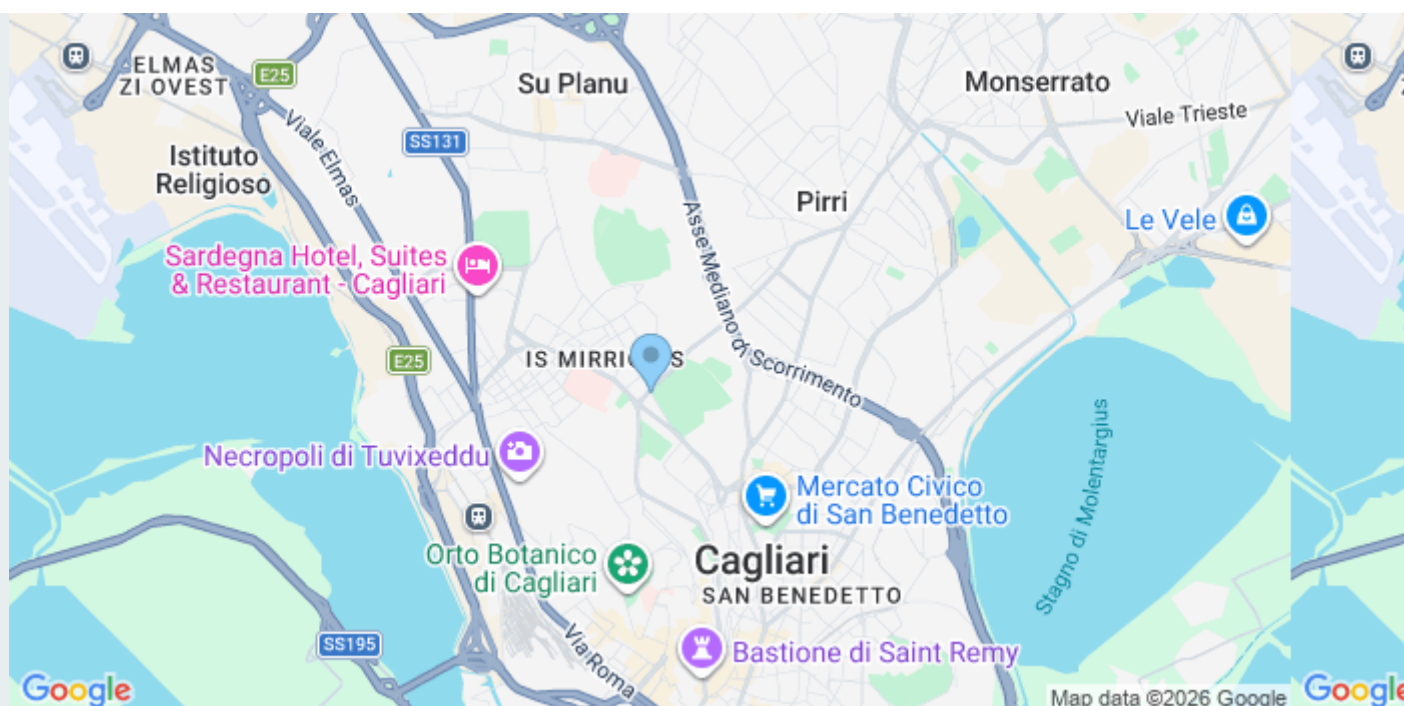 ELMAS
ZI OVEST
E25
Su Planu
Monserrato
Viale Trieste
Viale Elmas
SS131
Istituto
Religioso
Pirri
Le Vele
Asse Mediano di Scorrimento
Sardegna Hotel, Suites
& Restaurant - Cagliari
E25
IS MIRRI
S
Necropoli di Tuvixeddu
Mercato Civico
di San Benedetto
Stagno di Molentargius
Orto Botanico
di Cagliari
Cagliari
SAN BENEDETTO
SS195
Via Roma
Bastione di Saint Remy
Google
Map data ©2026 Google
Google